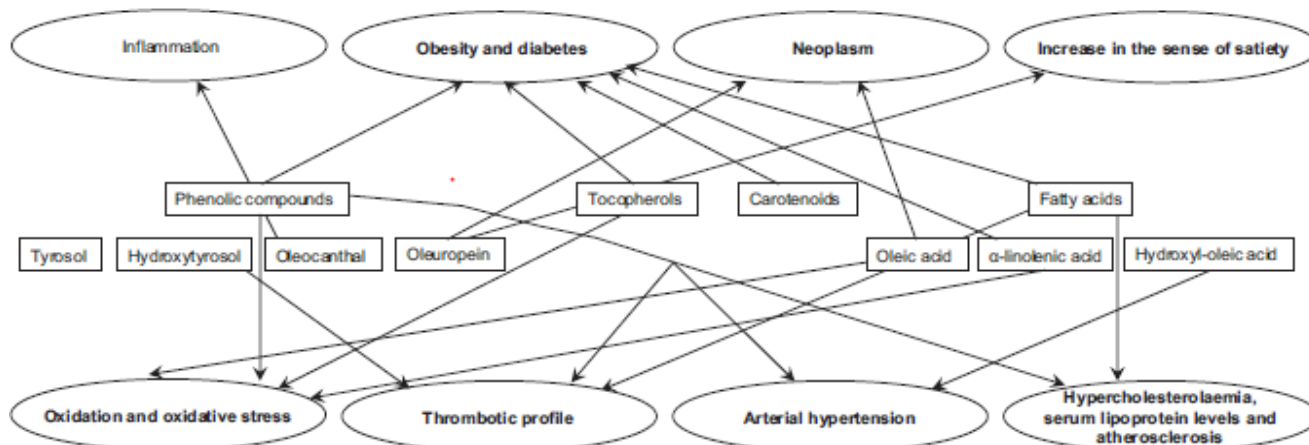 Inflammation
Obesity and diabetes
Neoplasm
Increase in the sense of satiety
Phenolic compounds
Tocopherols
Carotenoids
Fatty acids
Tyrosol
Hydroxytyrosol
Oleocanthal
Oleuropein
Oleic acid
α-linolenic acid
Hydroxyl-oleic acid
Oxidation and oxidative stress
Thrombotic profile
Arterial hypertension
Hypercholesterolaemia,
serum lipoprotein levels and
atherosclerosis